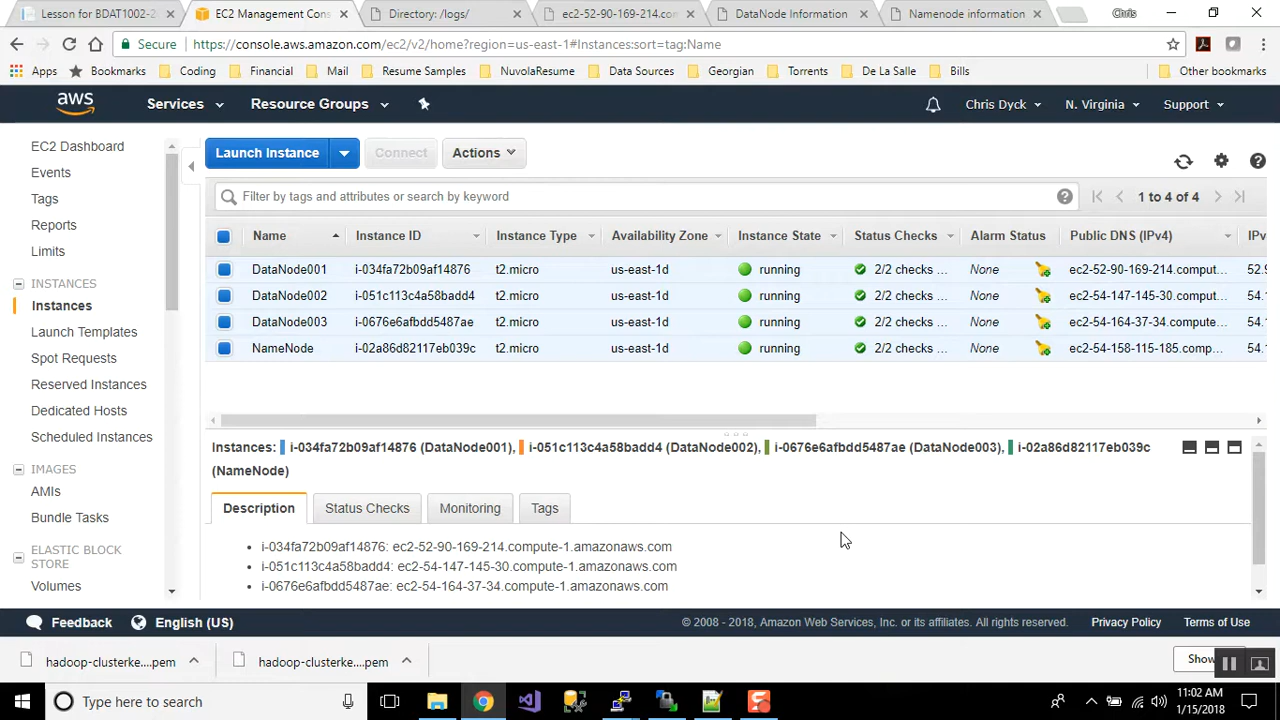 Lesson for BDAT1002-2
EC2 Management Cons
Directory: /logs/
ec2-52-90-169-214.com
DataNode Information
Namenode information
Chris
Secure
https://console.aws.amazon.com/ec2/v2/home?region=us-east-1#Instances:sort=tag:Name
Apps
Bookmarks
Coding
Financial
Mail
Resume Samples
NuvolaResume
Data Sources
Georgian
Torrents
De La Salle
Bills
Other bookmarks
aws
Services
Resource Groups
Chris Dyck
N. Virginia
Support
EC2 Dashboard
Events
Tags
Reports
Limits
INSTANCES
Instances
Launch Templates
Spot Requests
Reserved Instances
Dedicated Hosts
Scheduled Instances
IMAGES
AMIs
Bundle Tasks
ELASTIC BLOCK
STORE
Volumes
Launch Instance
Connect
Actions
Filter by tags and attributes or search by keyword
1 to 4 of 4
Name Instance ID Instance Type Availability Zone Instance State Status Checks Alarm Status Public DNS (IPv4) IPv
DataNode001 i-034fa72b09af14876 t2.micro us-east-1d running 2/2 checks ... None ec2-52-90-169-214.comput... 52.9
DataNode002 i-051c113c4a58badd4 t2.micro us-east-1d running 2/2 checks ... None ec2-54-147-145-30.comput... 54.1
DataNode003 i-0676e6afbdd5487ae t2.micro us-east-1d running 2/2 checks ... None ec2-54-164-37-34.compute... 54.1
NameNode i-02a86d82117eb039c t2.micro us-east-1d running 2/2 checks ... None ec2-54-158-115-185.comp... 54.1
Instances: i-034fa72b09af14876 (DataNode001), i-051c113c4a58badd4 (DataNode002), i-0676e6afbdd5487ae (DataNode003), i-02a86d82117eb039c
(NameNode)
Description
Status Checks
Monitoring
Tags
• i-034fa72b09af14876: ec2-52-90-169-214.compute-1.amazonaws.com
• i-051c113c4a58badd4: ec2-54-147-145-30.compute-1.amazonaws.com
• i-0676e6afbdd5487ae: ec2-54-164-37-34.compute-1.amazonaws.com
Feedback
English (US)
© 2008 - 2018, Amazon Web Services, Inc. or its affiliates. All rights reserved.
Privacy Policy
Terms of Use
hadoop-clusterke....pem
hadoop-clusterke....pem
Show
Type here to search
11:02 AM
1/15/2018